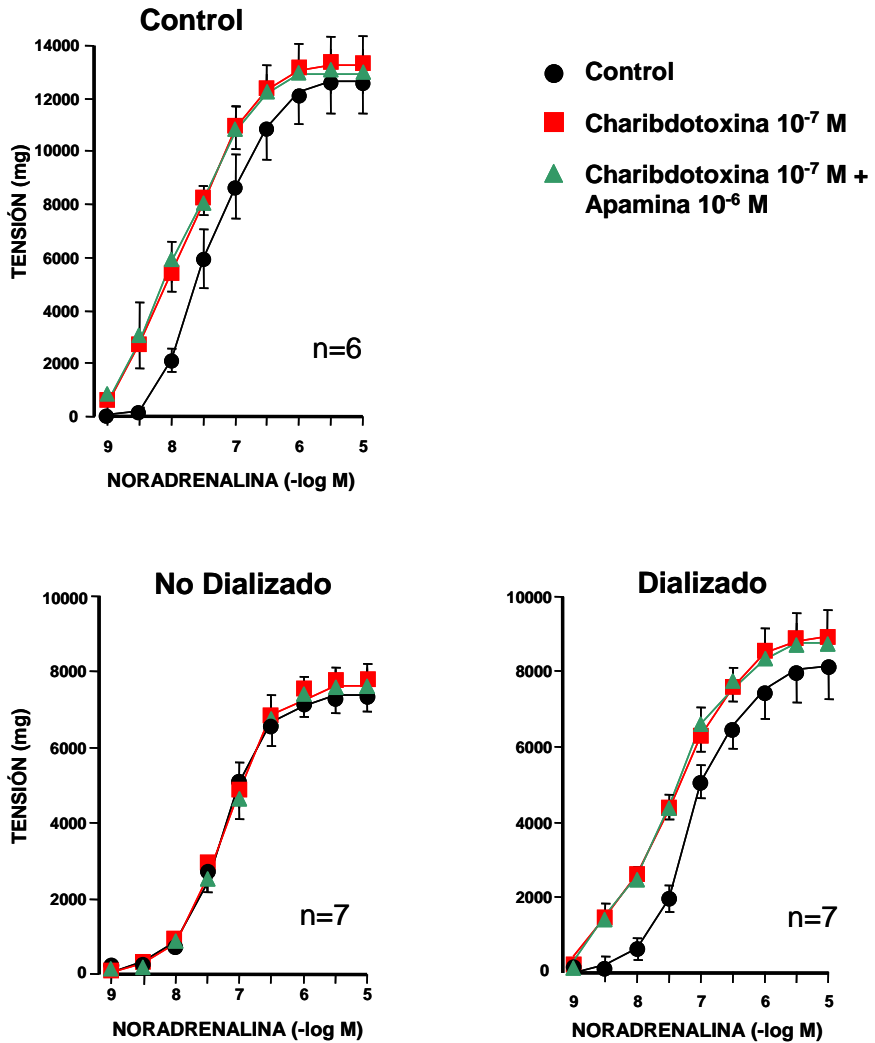 Control
14000
12000
10000
8000
6000
4000
2000
0
TENSIÓN (mg)
n=6
9 8 7 6 5
NORADRENALINA (-log M)
Control
Charibdotoxina 10⁻⁷ M
Charibdotoxina 10⁻⁷ M +
Apamina 10⁻⁶ M
No Dializado
10000
8000
6000
4000
2000
0
TENSIÓN (mg)
n=7
9 8 7 6 5
NORADRENALINA (-log M)
Dializado
10000
8000
6000
4000
2000
0
n=7
9 8 7 6 5
NORADRENALINA (-log M)